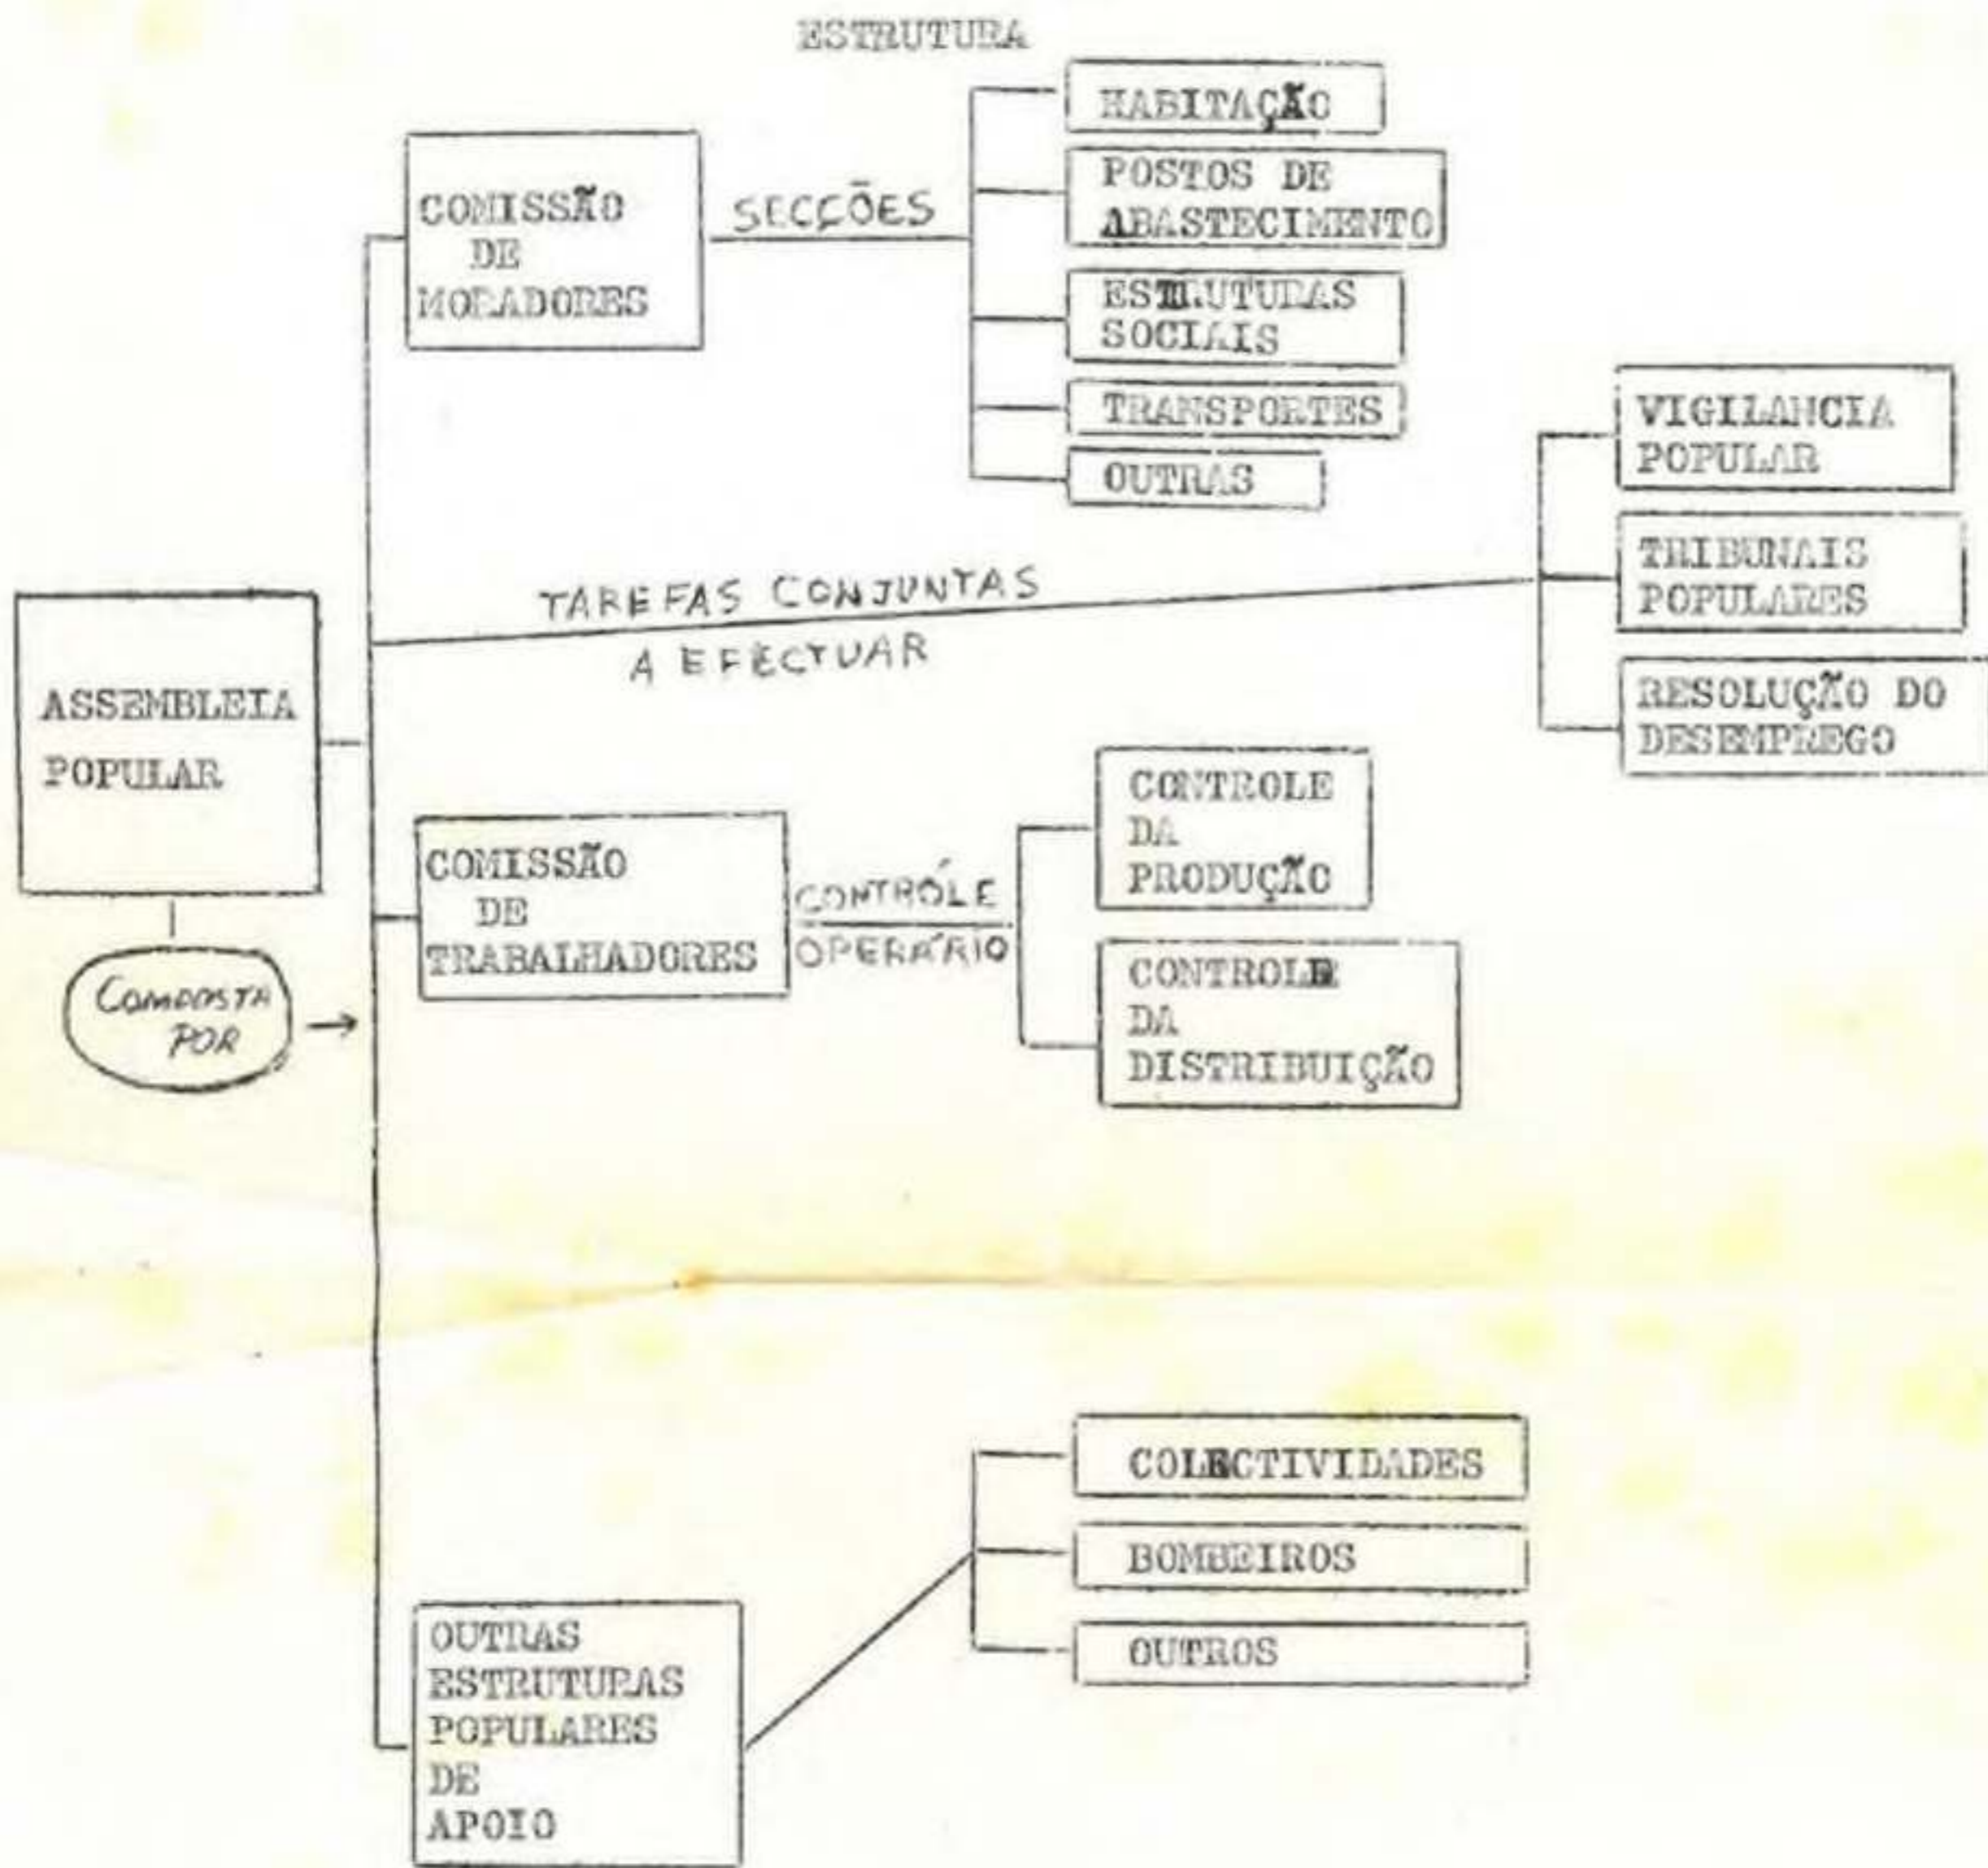 ESTRUTURA
COMISSÃO
DE
MORADORES
SECÇÕES
HABITAÇÃO
POSTOS DE
ABASTECIMENTO
ESTRUTURAS
SOCIAIS
TRANSPORTES
OUTRAS
TAREFAS CONJUNTAS
A EFECTUAR
VIGILANCIA
POPULAR
TRIBUNAIS
POPULARES
RESOLUÇÃO DO
DESEMPREGO
ASSEMBLEIA
POPULAR
COMPOSTA
POR
COMISSÃO
DE
TRABALHADORES
CONTRÓLE
OPERÁRIO
CONTROLE
DA
PRODUÇÃO
CONTROLE
DA
DISTRIBUIÇÃO
OUTRAS
ESTRUTURAS
POPULARES
DE
APOIO
COLECTIVIDADES
BOMBEIROS
OUTROS